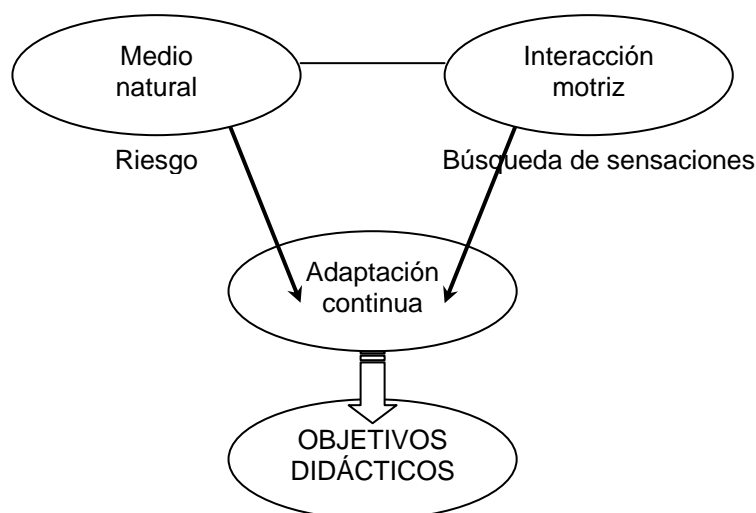 Medio
natural
Interacción
motriz
Riesgo
Búsqueda de sensaciones
Adaptación
continua
OBJETIVOS
DIDÁCTICOS